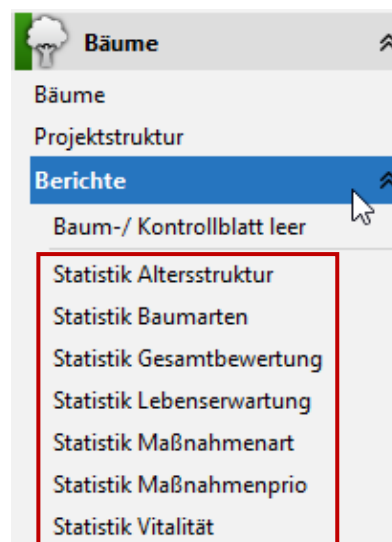 Bäume
Bäume
Projektstruktur
Berichte
Baum-/ Kontrollblatt leer
Statistik Altersstruktur
Statistik Baumarten
Statistik Gesamtbewertung
Statistik Lebenserwartung
Statistik Maßnahmenart
Statistik Maßnahmenprio
Statistik Vitalität